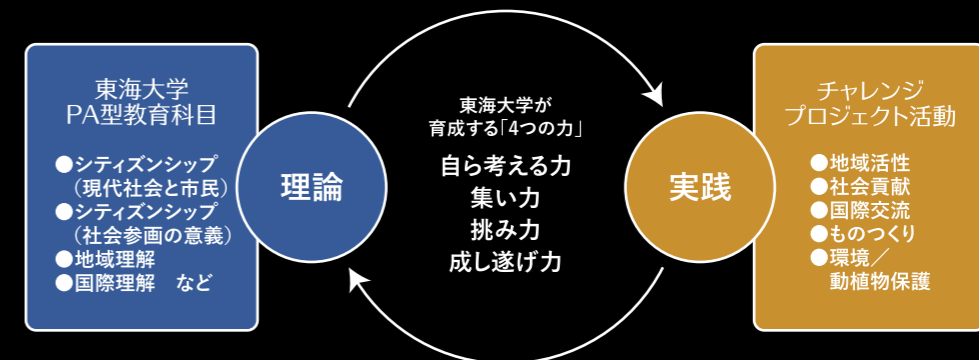 東海大学
PA型教育科目
●シティズンシップ
（現代社会と市民）
●シティズンシップ
（社会参画の意義）
●地域理解
●国際理解　など
理論
東海大学が
育成する「4つの力」
自ら考える力
集い力
挑み力
成し遂げ力
実践
チャレンジ
プロジェクト活動
●地域活性
●社会貢献
●国際交流
●ものつくり
●環境／
動植物保護